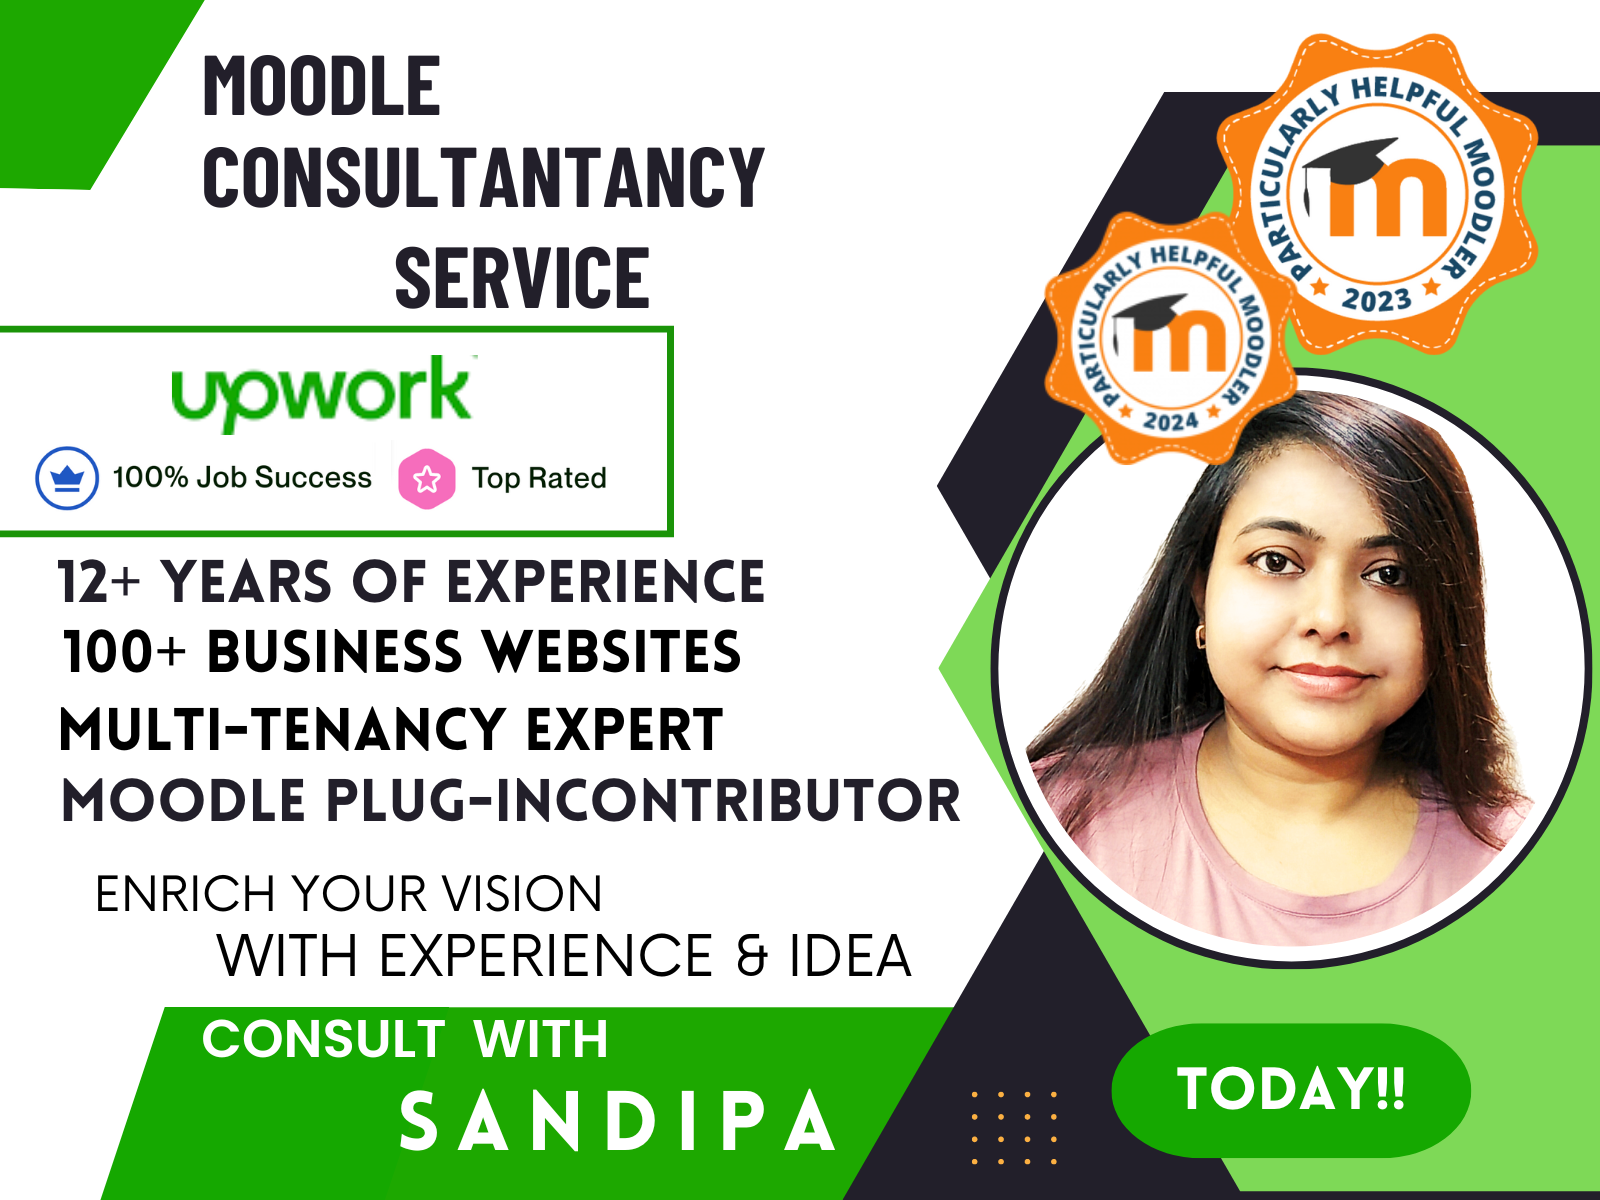 MOODLE
CONSULTANTANCY
SERVICE
upwork
100% Job Success
Top Rated
12+ YEARS OF EXPERIENCE
100+ BUSINESS WEBSITES
MULTI-TENANCY EXPERT
MOODLE PLUG-INCONTRIBUTOR
ENRICH YOUR VISION
WITH EXPERIENCE & IDEA
CONSULT WITH
SANDIPA
PARTICULARLY HELPFUL MOODLER
m
2023
PARTICULARLY HELPFUL MOODLER
m
2024
TODAY!!